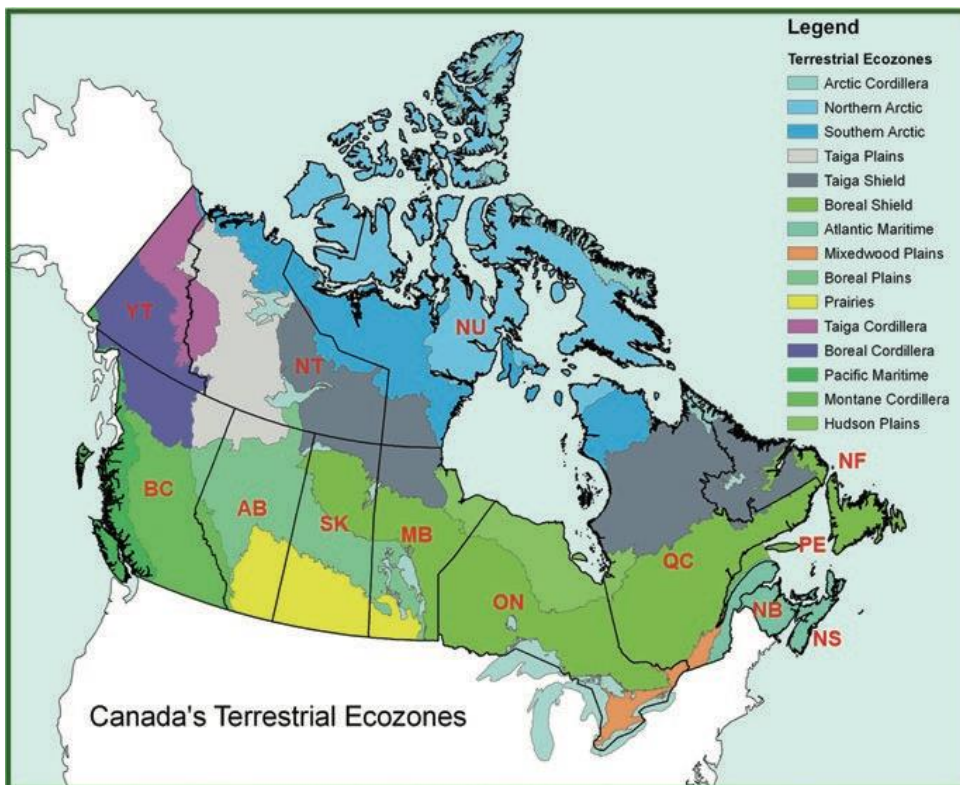 Legend
Terrestrial Ecozones
Arctic Cordillera
Northern Arctic
Southern Arctic
Taiga Plains
Taiga Shield
Boreal Shield
Atlantic Maritime
Mixedwood Plains
Boreal Plains
Prairies
Taiga Cordillera
Boreal Cordillera
Pacific Maritime
Montane Cordillera
Hudson Plains
YT
NT
NU
BC
AB
SK
MB
ON
QC
NF
PE
NB
NS
Canada's Terrestrial Ecozones